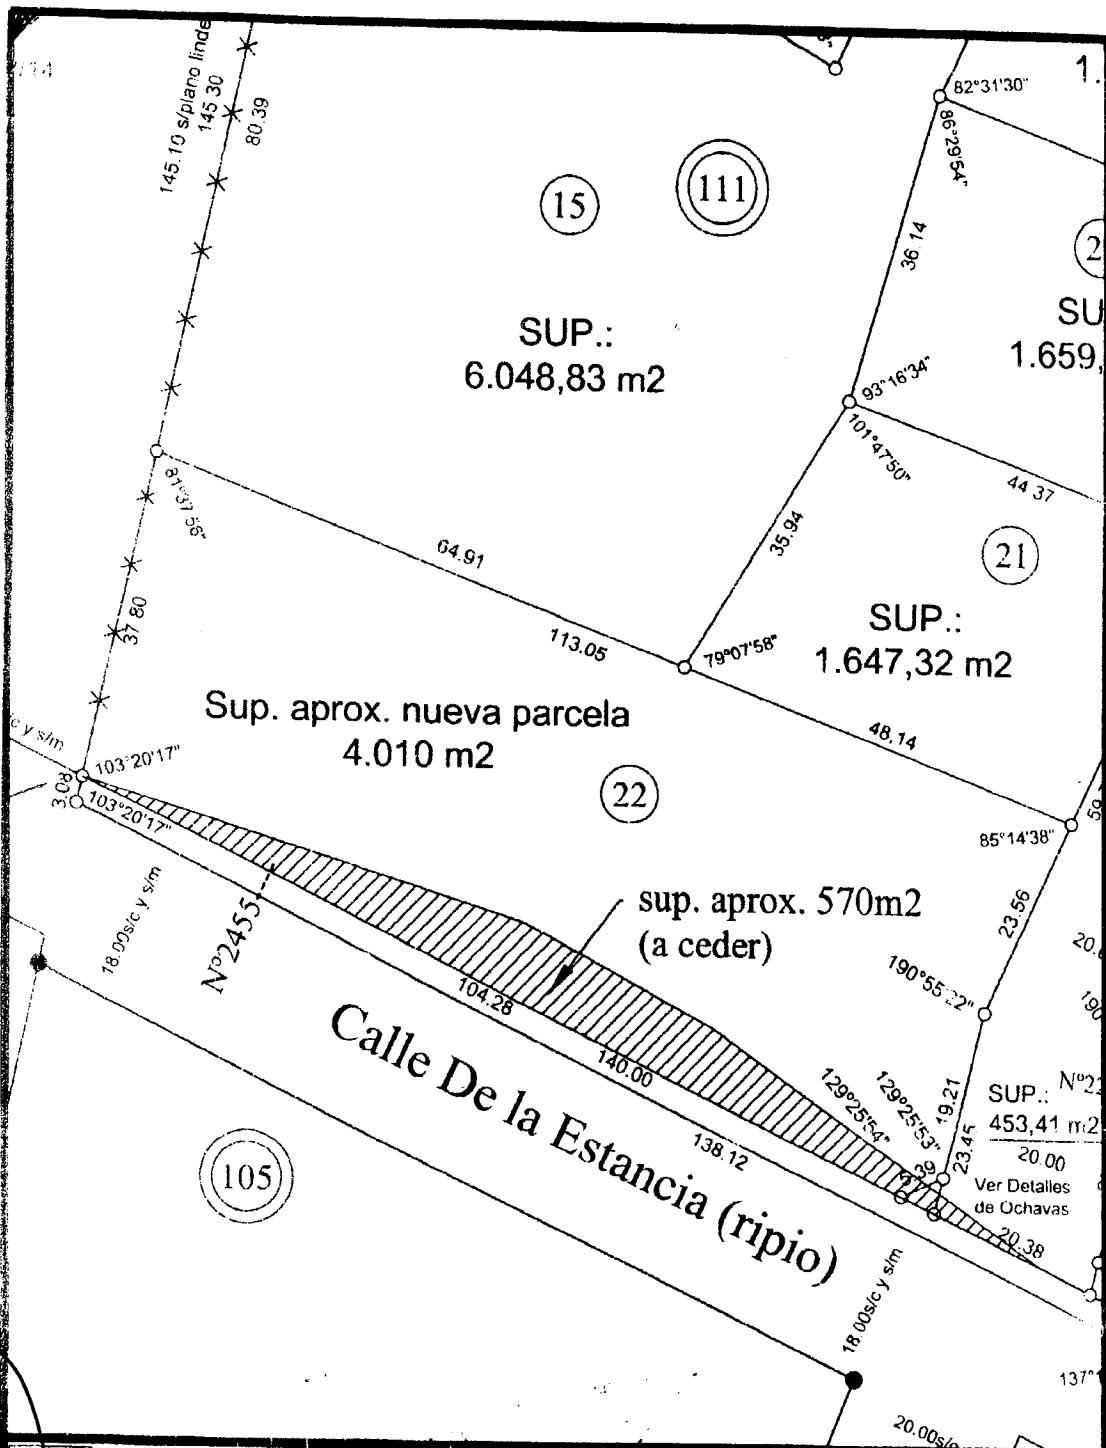 145.10 s/plano linde
145.30
80.39
82°31'30"
86°29'54"
1.
15
111
36.14
SUP.:
6.048,83 m2
SU
1.659,
93°16'34"
101°47'50"
44.37
81°37'56"
64.91
35.94
21
37.80
113.05
79°07'58"
SUP.:
1.647,32 m2
Sup. aprox. nueva parcela
4.010 m2
48.14
c y s/m
103°20'17"
3.08
103°20'17"
22
85°14'38"
59.
sup. aprox. 570m2
(a ceder)
23.56
18.00s/c y s/m
Nº2455
190°55'22"
104.28
Calle De la Estancia (ripio)
140.00
129°25'54"
129°25'53"
19.21
23.45
SUP.:
453,41 m2
20.00
138.12
105
Ver Detalles
de Ochavas
20.38
18.00s/c y s/m
137°